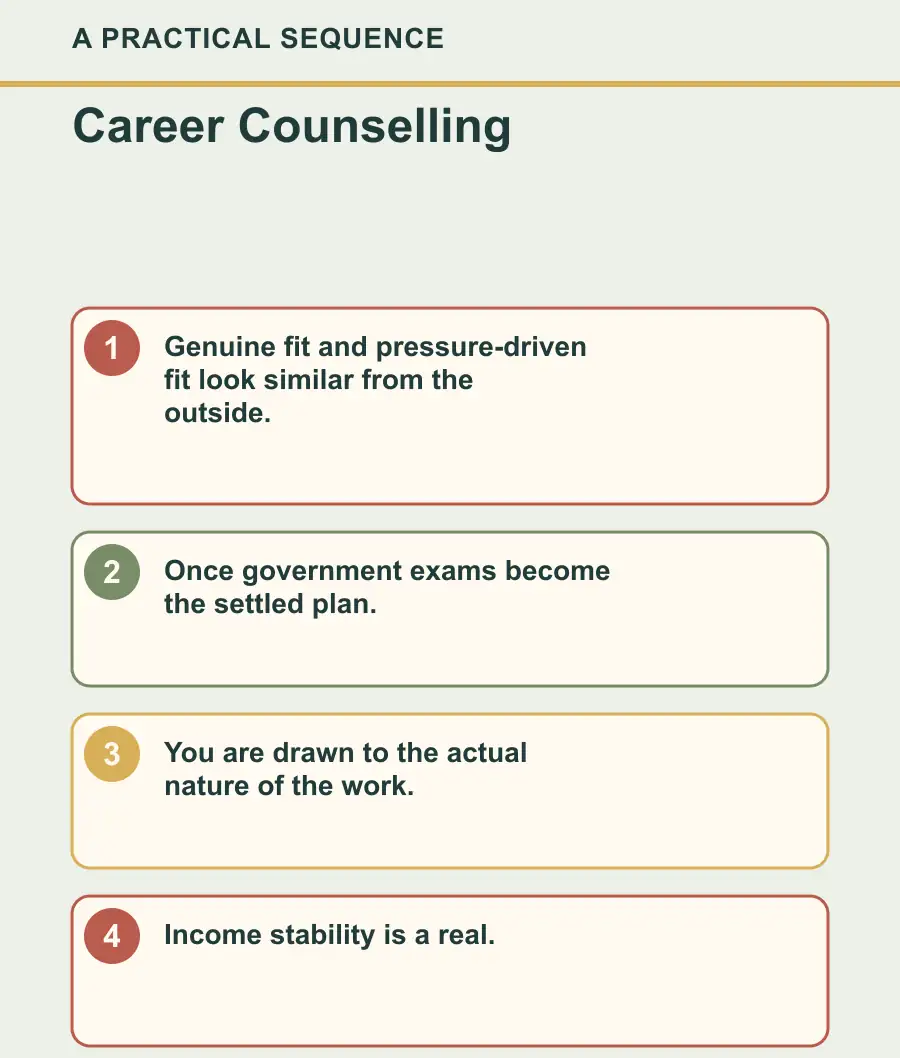 A PRACTICAL SEQUENCE
Career Counselling
1
Genuine fit and pressure-driven
fit look similar from the
outside.
2
Once government exams become
the settled plan.
3
You are drawn to the actual
nature of the work.
4
Income stability is a real.